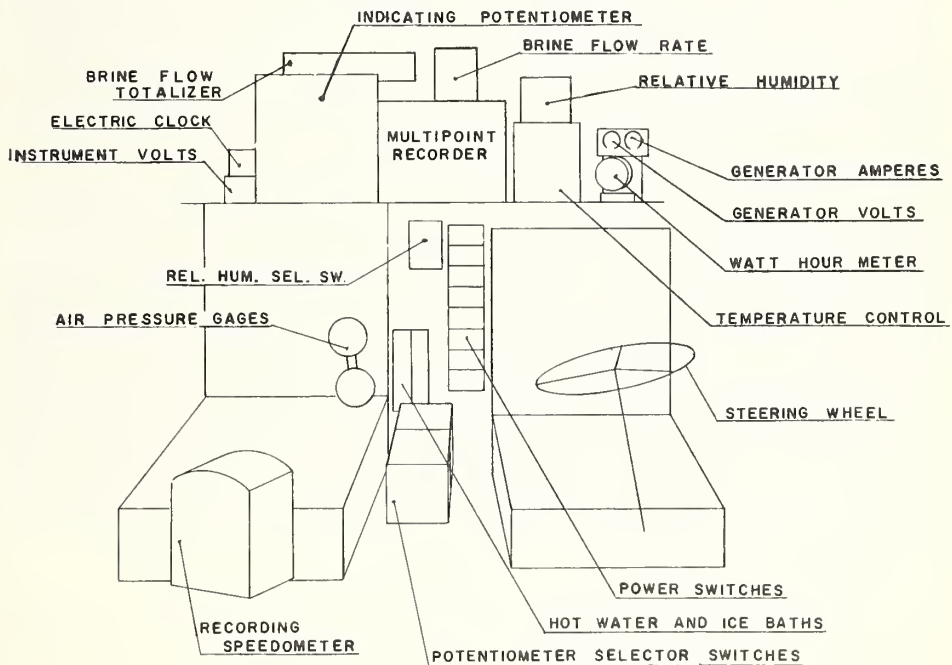 INDICATING POTENTIOMETER
BRINE FLOW RATE
BRINE FLOW
TOTALIZER
RELATIVE HUMIDITY
ELECTRIC CLOCK
MULTIPOINT
RECORDER
INSTRUMENT VOLTS
GENERATOR AMPERES
GENERATOR VOLTS
REL. HUM. SEL. SW.
WATT HOUR METER
AIR PRESSURE GAGES
TEMPERATURE CONTROL
STEERING WHEEL
POWER SWITCHES
HOT WATER AND ICE BATHS
RECORDING
SPEEDOMETER
POTENTIOMETER SELECTOR SWITCHES